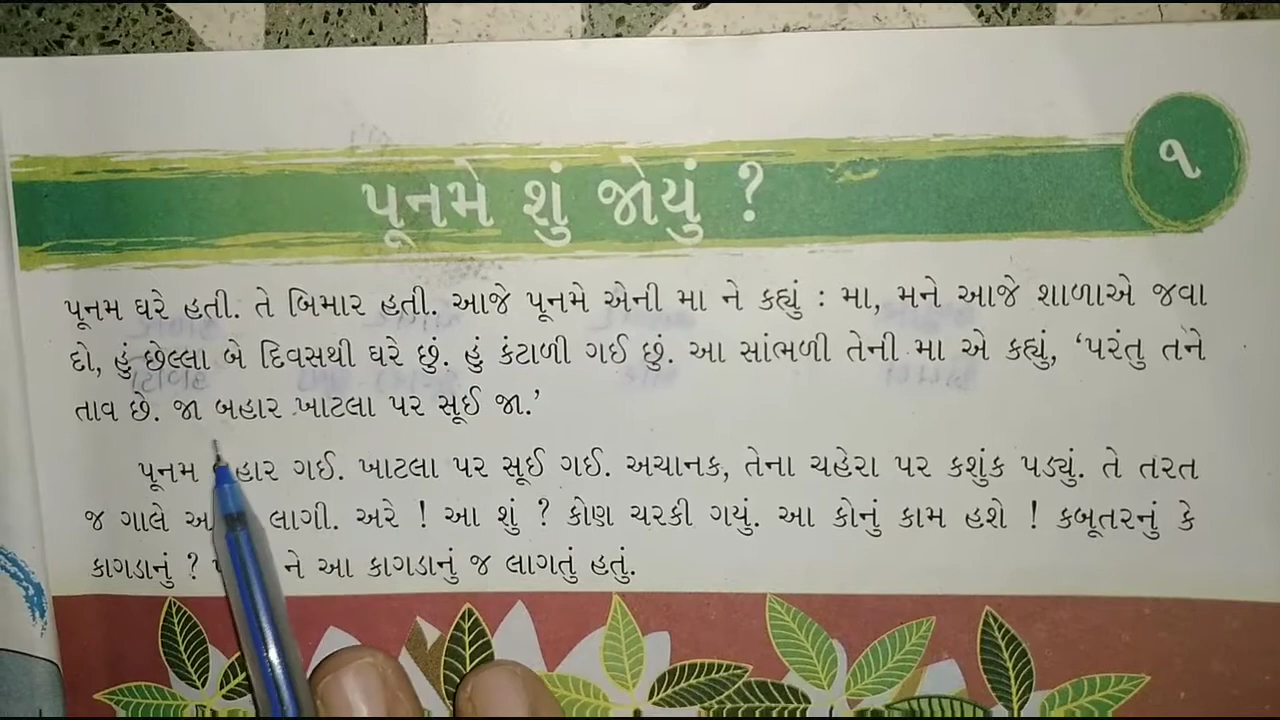 પૂનમે શું જોયું ?
૧
પૂનમ ઘરે હતી. તે બિમાર હતી. આજે પૂનમે એની મા ને કહ્યું : મા, મને આજે શાળાએ જવા
દો, હું છેલ્લા બે દિવસથી ઘરે છું. હું કંટાળી ગઈ છું. આ સાંભળી તેની મા એ કહ્યું, ‘પરંતુ તને
તાવ છે. જા બહાર ખાટલા પર સૂઈ જા.’
પૂનમ બહાર ગઈ. ખાટલા પર સૂઈ ગઈ. અચાનક, તેના ચહેરા પર કશુંક પડ્યું. તે તરત
જ ગાલે લાગી. અરે ! આ શું ? કોણ ચરકી ગયું. આ કોનું કામ હશે ! કબૂતરનું કે
કાગડાનું ? ને આ કાગડાનું જ લાગતું હતું.